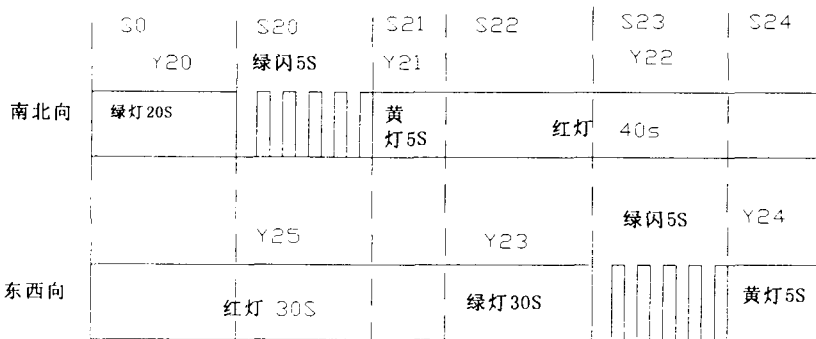 S0 S20 S21 S22 S23 S24
Y20 绿闪5S Y21 Y22
南北向 绿灯20S 黄灯5S 红灯 40s
绿闪5S Y24
Y25 Y23
东西向 红灯 30S 绿灯30S 黄灯5S